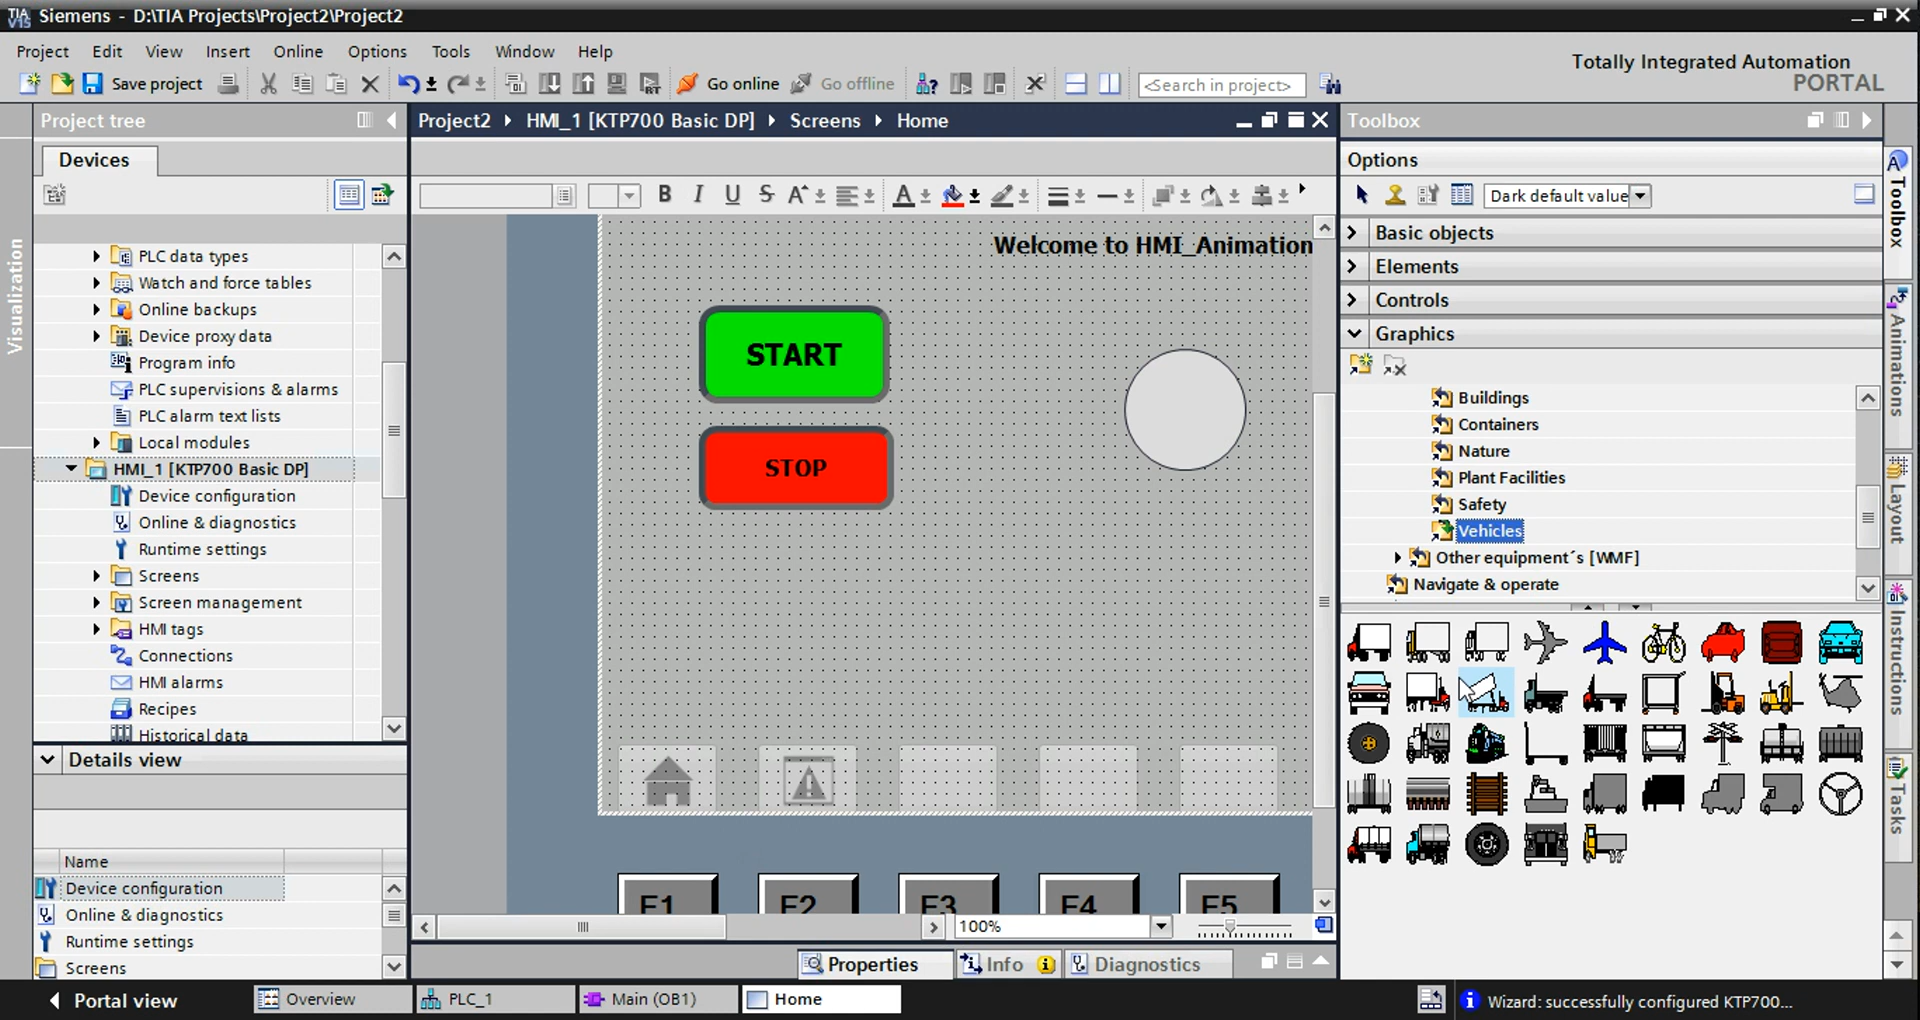 TIA V15 Siemens - D:\TIA Projects\Project2\Project2
Project Edit View Insert Online Options Tools Window Help
Totally Integrated Automation
PORTAL
Save project Go online Go offline <Search in project>
Project tree
Project2 HMI_1 [KTP700 Basic DP] Screens Home
Toolbox
Devices
Options
B I U S A A
Dark default value
Visualization
PLC data types
Watch and force tables
Online backups
Device proxy data
Program info
PLC supervisions & alarms
PLC alarm text lists
Local modules
HMI_1 [KTP700 Basic DP]
Device configuration
Online & diagnostics
Runtime settings
Screens
Screen management
HMI tags
Connections
HMI alarms
Recipes
Historical data
Details view
Name
Device configuration
Online & diagnostics
Runtime settings
Screens
Welcome to HMI_Animation
START
STOP
F1 F2 F3 F4 F5
100%
Properties Info Diagnostics
Basic objects
Elements
Controls
Graphics
Buildings
Containers
Nature
Plant Facilities
Safety
Vehicles
Other equipment´s [WMF]
Navigate & operate
Toolbox
Animations
Layout
Instructions
Tasks
Portal view Overview PLC_1 Main (OB1) Home Wizard: successfully configured KTP700...